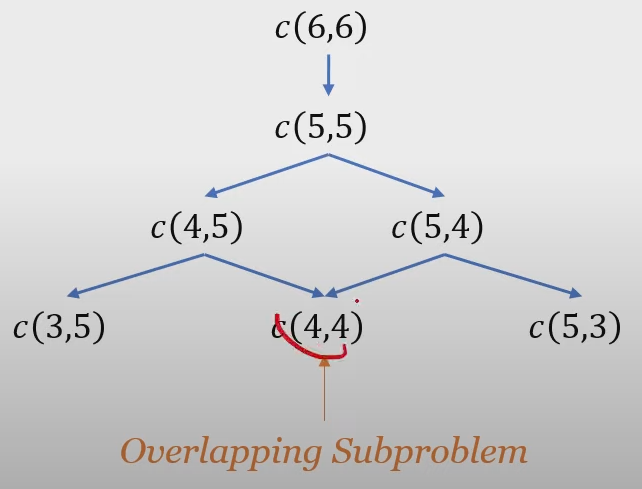 c(6,6)
c(5,5)
c(4,5) c(5,4)
c(3,5) c(4,4) c(5,3)
Overlapping Subproblem